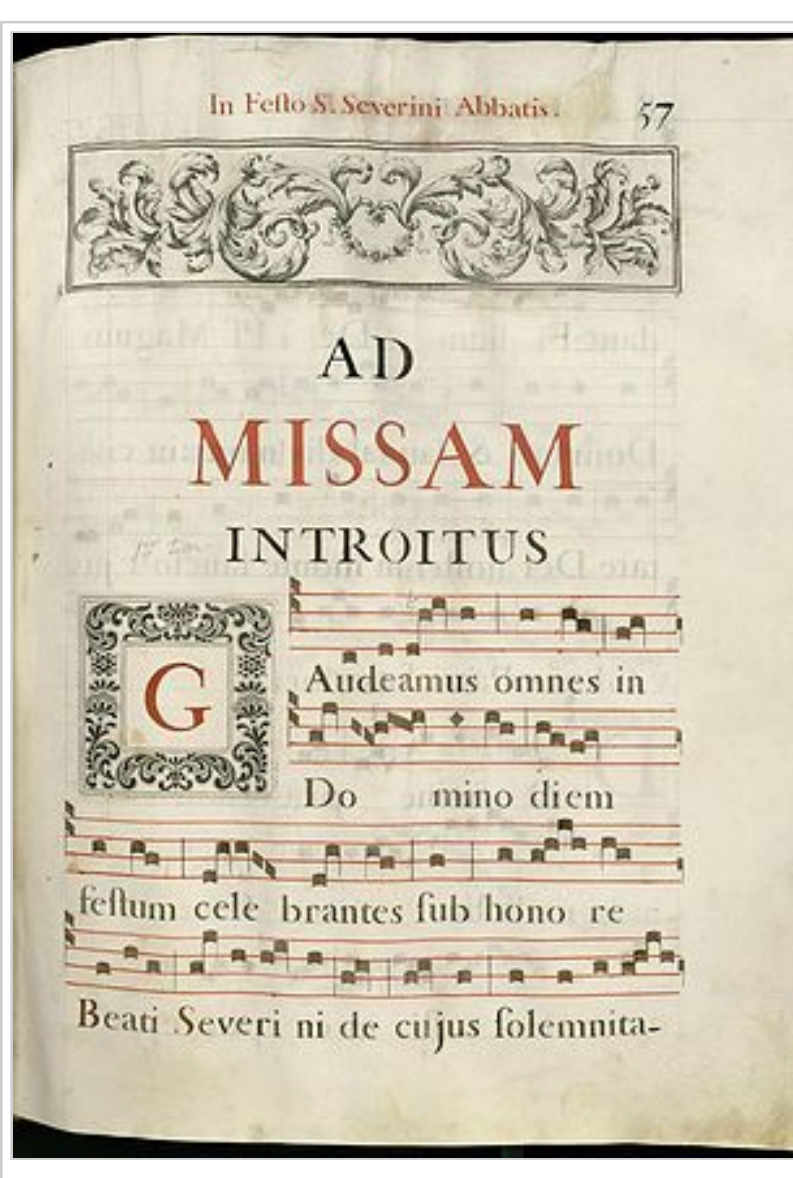 In Feſto S. Severini Abbatis. 57
AD
MISSAM
INTROITUS
G
Audeamus omnes in
Do mino diem
feſtum cele brantes ſub hono re
Beati Severi ni de cujus ſolemnita-